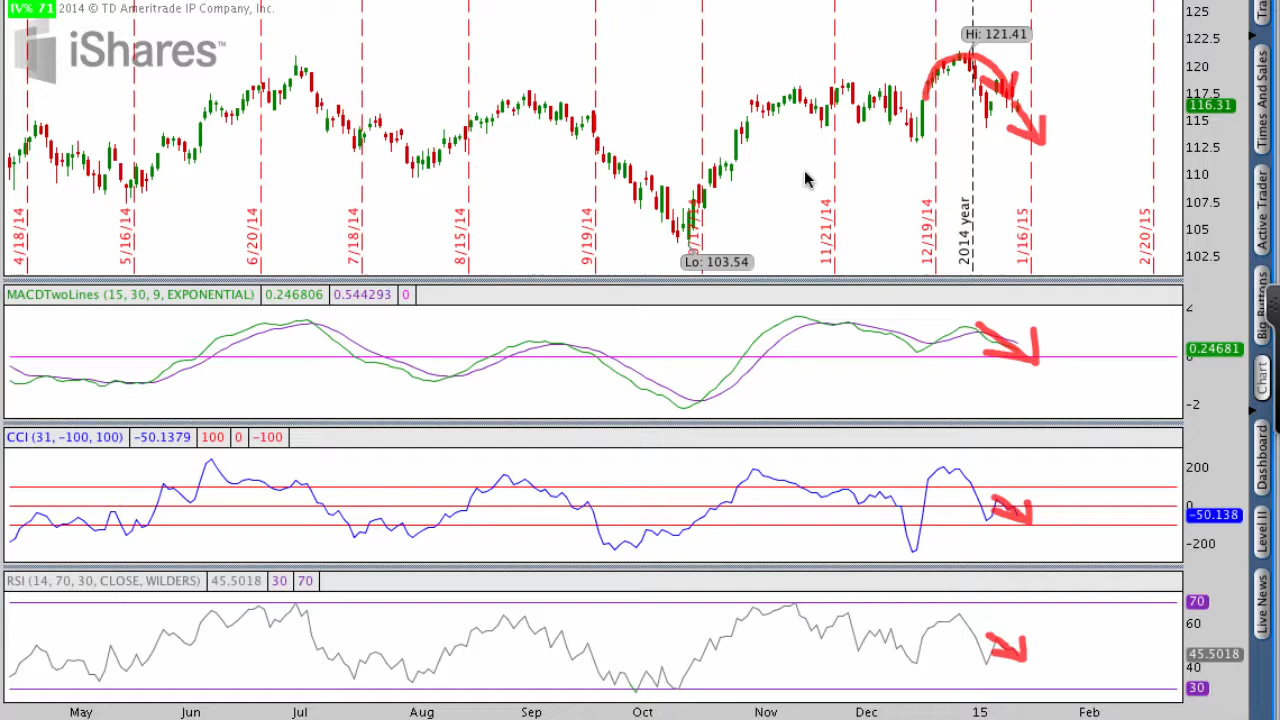 IV% 71 2014 © TD Ameritrade IP Company, Inc.
iShares™
Hi: 121.41
Lo: 103.54
4/18/14
5/16/14
6/20/14
7/18/14
8/15/14
9/19/14
11/21/14
12/19/14
2014 year
1/16/15
2/20/15
125
122.5
120
117.5
116.31
115
112.5
110
107.5
105
102.5
MACDTwoLines (15, 30, 9, EXPONENTIAL) 0.246806 0.544293 0
2
0.24681
0
-2
CCI (31, -100, 100) -50.1379 100 0 -100
200
0
-50.138
-200
RSI (14, 70, 30, CLOSE, WILDERS) 45.5018 30 70
70
60
45.5018
40
30
May Jun Jul Aug Sep Oct Nov Dec 15 Feb
Times And Sales
Active Trader
Big Buttons
Chart
Dashboard
Level II
Live News